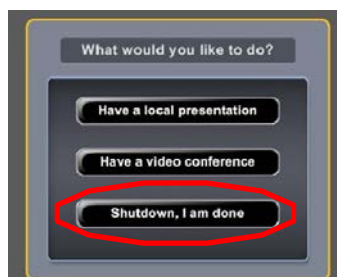 What would you like to do?
Have a local presentation
Have a video conference
Shutdown, I am done